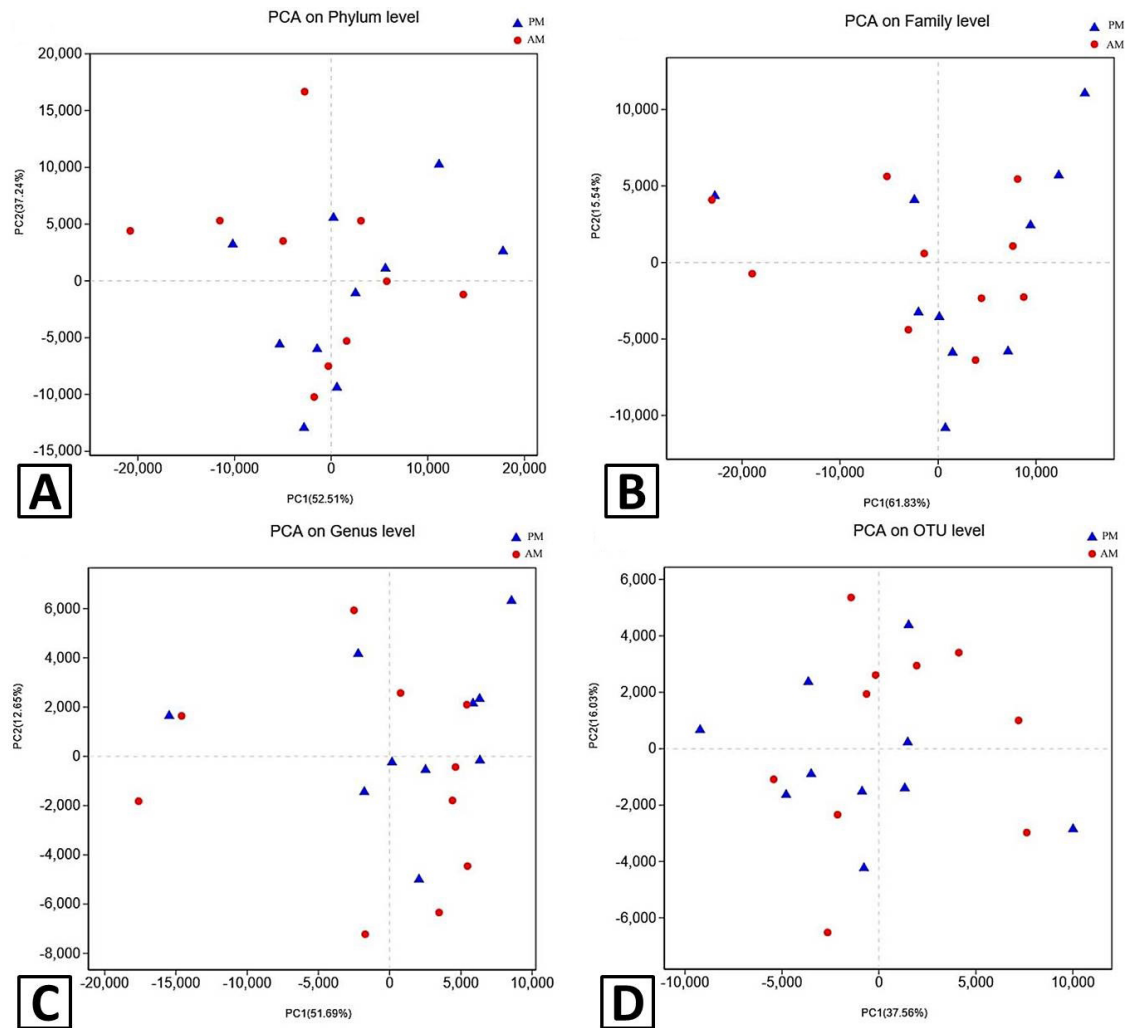 PCA on Phylum level
PM
AM
20,000
15,000
10,000
5,000
0
-5,000
-10,000
-15,000
PC2(37.24%)
-20,000 -10,000 0 10,000 20,000
PC1(52.51%)
A
PCA on Family level
PM
AM
10,000
5,000
0
-5,000
-10,000
PC2(15.54%)
-20,000 -10,000 0 10,000
PC1(61.83%)
B
PCA on Genus level
PM
AM
6,000
4,000
2,000
0
-2,000
-4,000
-6,000
-8,000
PC2(12.65%)
-20,000 -15,000 -10,000 -5,000 0 5,000 10,000
PC1(51.69%)
C
PCA on OTU level
PM
AM
6,000
4,000
2,000
0
-2,000
-4,000
-6,000
PC2(16.03%)
-10,000 -5,000 0 5,000 10,000
PC1(37.56%)
D